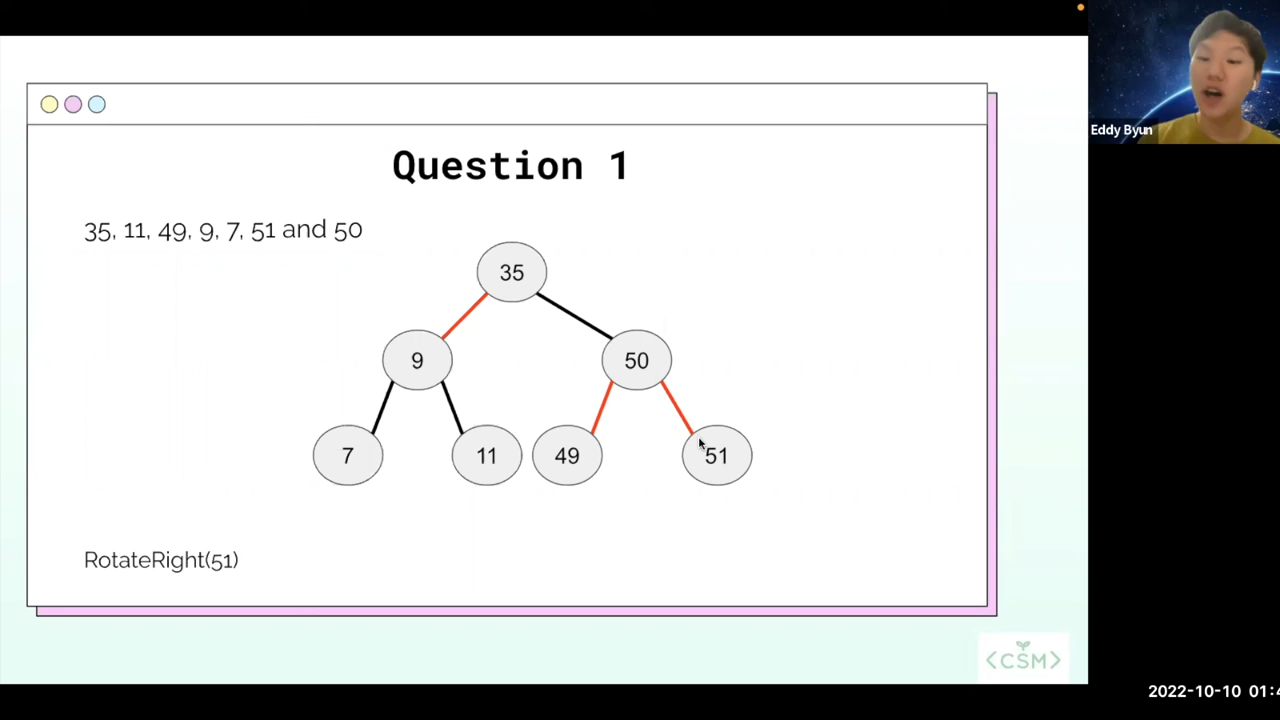 Question 1
35, 11, 49, 9, 7, 51 and 50
35
9
50
7
11
49
51
RotateRight(51)
<CSM>
Eddy Byun
2022-10-10 01:4